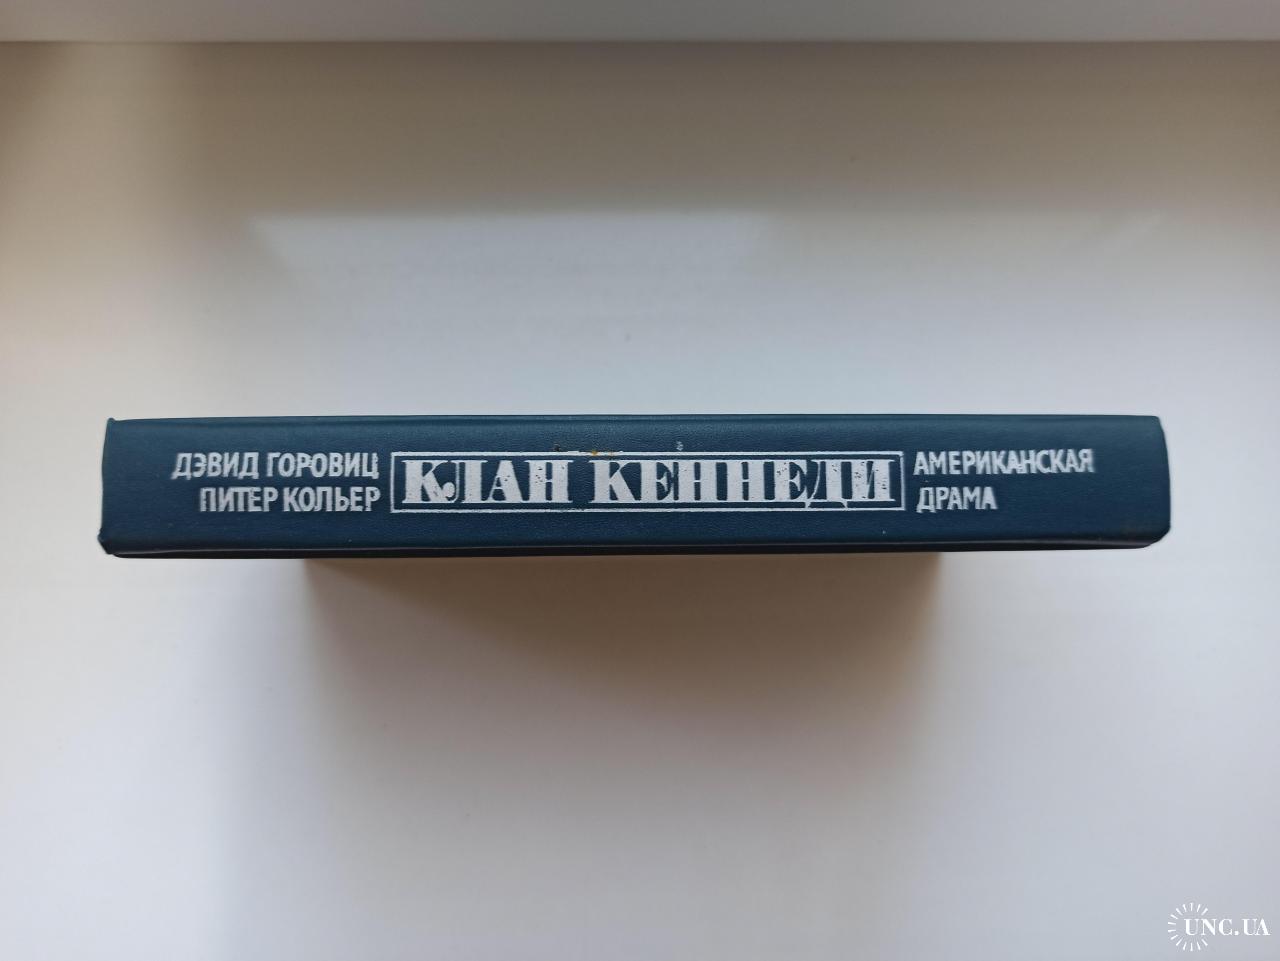 ДЭВИД ГОРОВИЦ
ПИТЕР КОЛЬЕР
КЛАН КЕННЕДИ
АМЕРИКАНСКАЯ
ДРАМА
UNC.UA